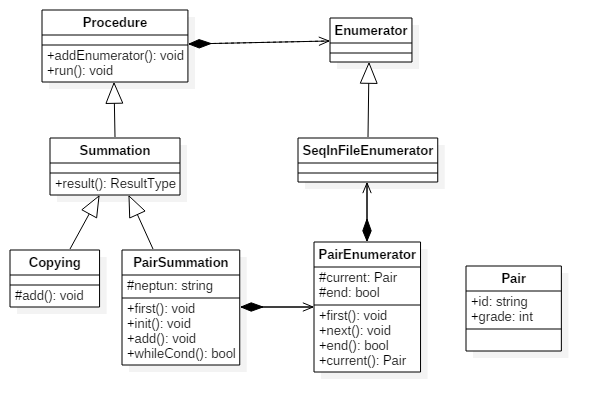 Procedure
+addEnumerator(): void
+run(): void
Enumerator
Summation
+result(): ResultType
SeqInFileEnumerator
Copying
#add(): void
PairSummation
#neptun: string
+first(): void
+init(): void
+add(): void
+whileCond(): bool
PairEnumerator
#current: Pair
#end: bool
+first(): void
+next(): void
+end(): bool
+current(): Pair
Pair
+id: string
+grade: int